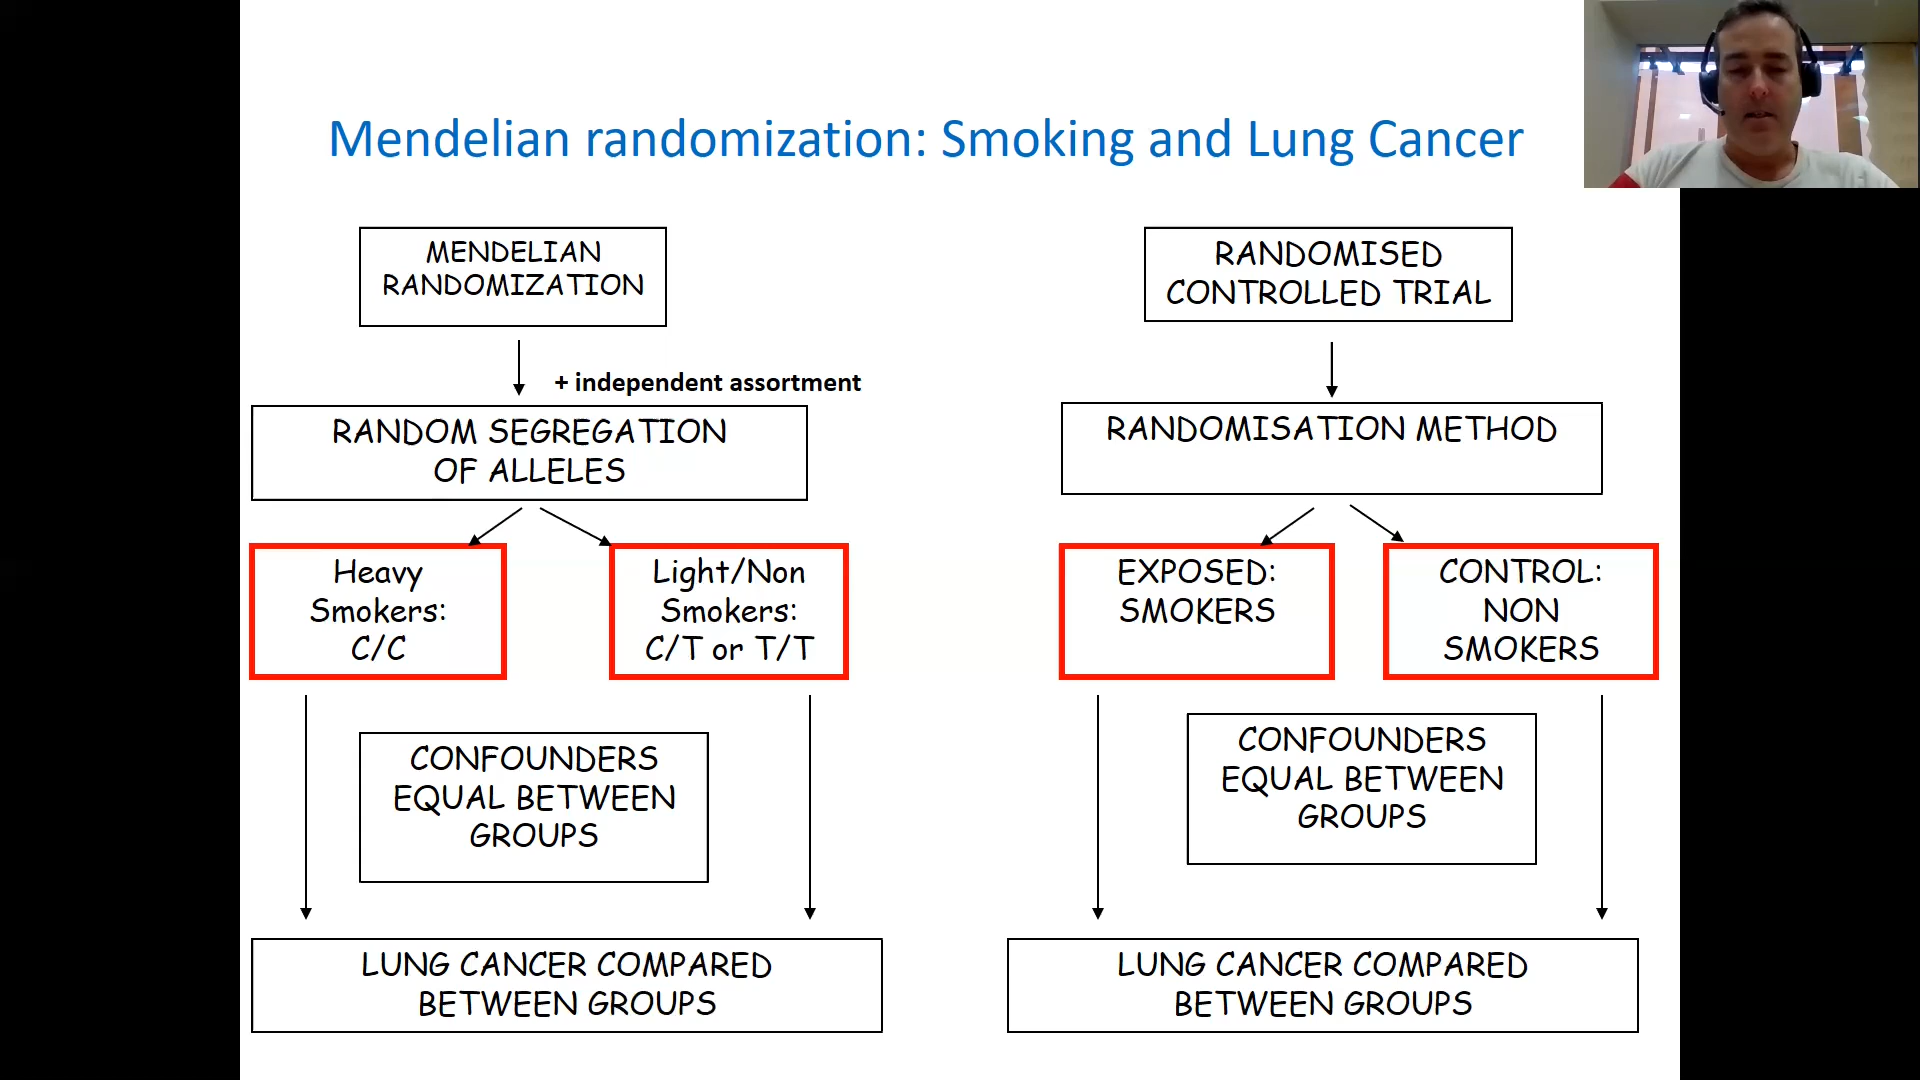 Mendelian randomization: Smoking and Lung Cancer
MENDELIAN
RANDOMIZATION
+ independent assortment
RANDOM SEGREGATION
OF ALLELES
Heavy
Smokers:
C/C
Light/Non
Smokers:
C/T or T/T
CONFOUNDERS
EQUAL BETWEEN
GROUPS
LUNG CANCER COMPARED
BETWEEN GROUPS
RANDOMISED
CONTROLLED TRIAL
RANDOMISATION METHOD
EXPOSED:
SMOKERS
CONTROL:
NON
SMOKERS
CONFOUNDERS
EQUAL BETWEEN
GROUPS
LUNG CANCER COMPARED
BETWEEN GROUPS